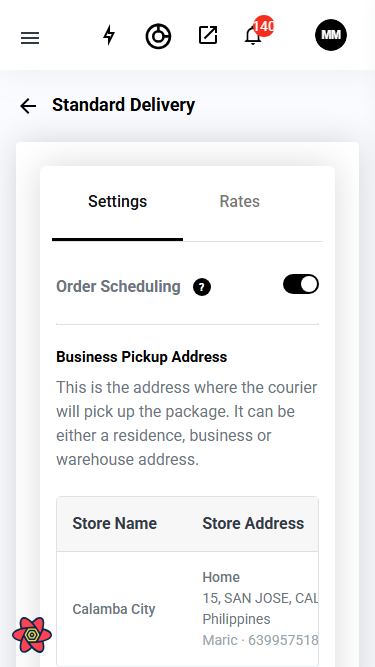 140
MM
Standard Delivery
Settings
Rates
Order Scheduling ?
Business Pickup Address
This is the address where the courier
will pick up the package. It can be
either a residence, business or
warehouse address.
Store Name
Store Address
Calamba City
Home
15, SAN JOSE, CAL
Philippines
Maric · 639957518